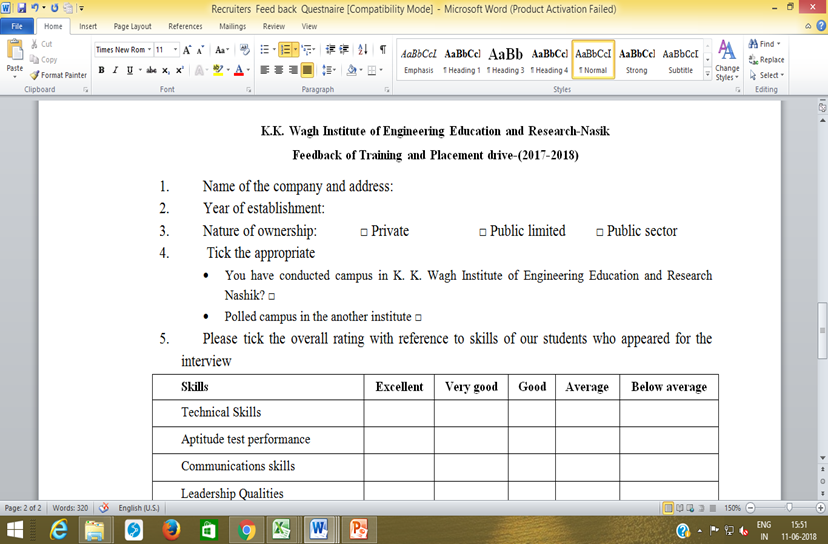 Recruiters Feed back Questnaire [Compatibility Mode] - Microsoft Word (Product Activation Failed)
File Home Insert Page Layout References Mailings Review View
Paste
Cut
Copy
Format Painter
Clipboard
Times New Rom 11
Font
Paragraph
AaBbCcL AaBbCcl AaBb AaBbCcl AaBbCcI AaBbCcl AaBbCcI
Emphasis ¶ Heading 1 ¶ Heading 3 ¶ Heading 4 ¶ Normal Strong Subtitle
Styles
Change Styles
Find
Replace
Select
Editing
K.K. Wagh Institute of Engineering Education and Research-Nasik
Feedback of Training and Placement drive-(2017-2018)
1. Name of the company and address:
2. Year of establishment:
3. Nature of ownership: □ Private □ Public limited □ Public sector
4. Tick the appropriate
• You have conducted campus in K. K. Wagh Institute of Engineering Education and Research
Nashik? □
• Polled campus in the another institute □
5. Please tick the overall rating with reference to skills of our students who appeared for the
interview
Skills Excellent Very good Good Average Below average
Technical Skills
Aptitude test performance
Communications skills
Leadership Qualities
Page: 2 of 2 Words: 320 English (U.S.) 150%
ENG 15:51
IN 11-06-2018